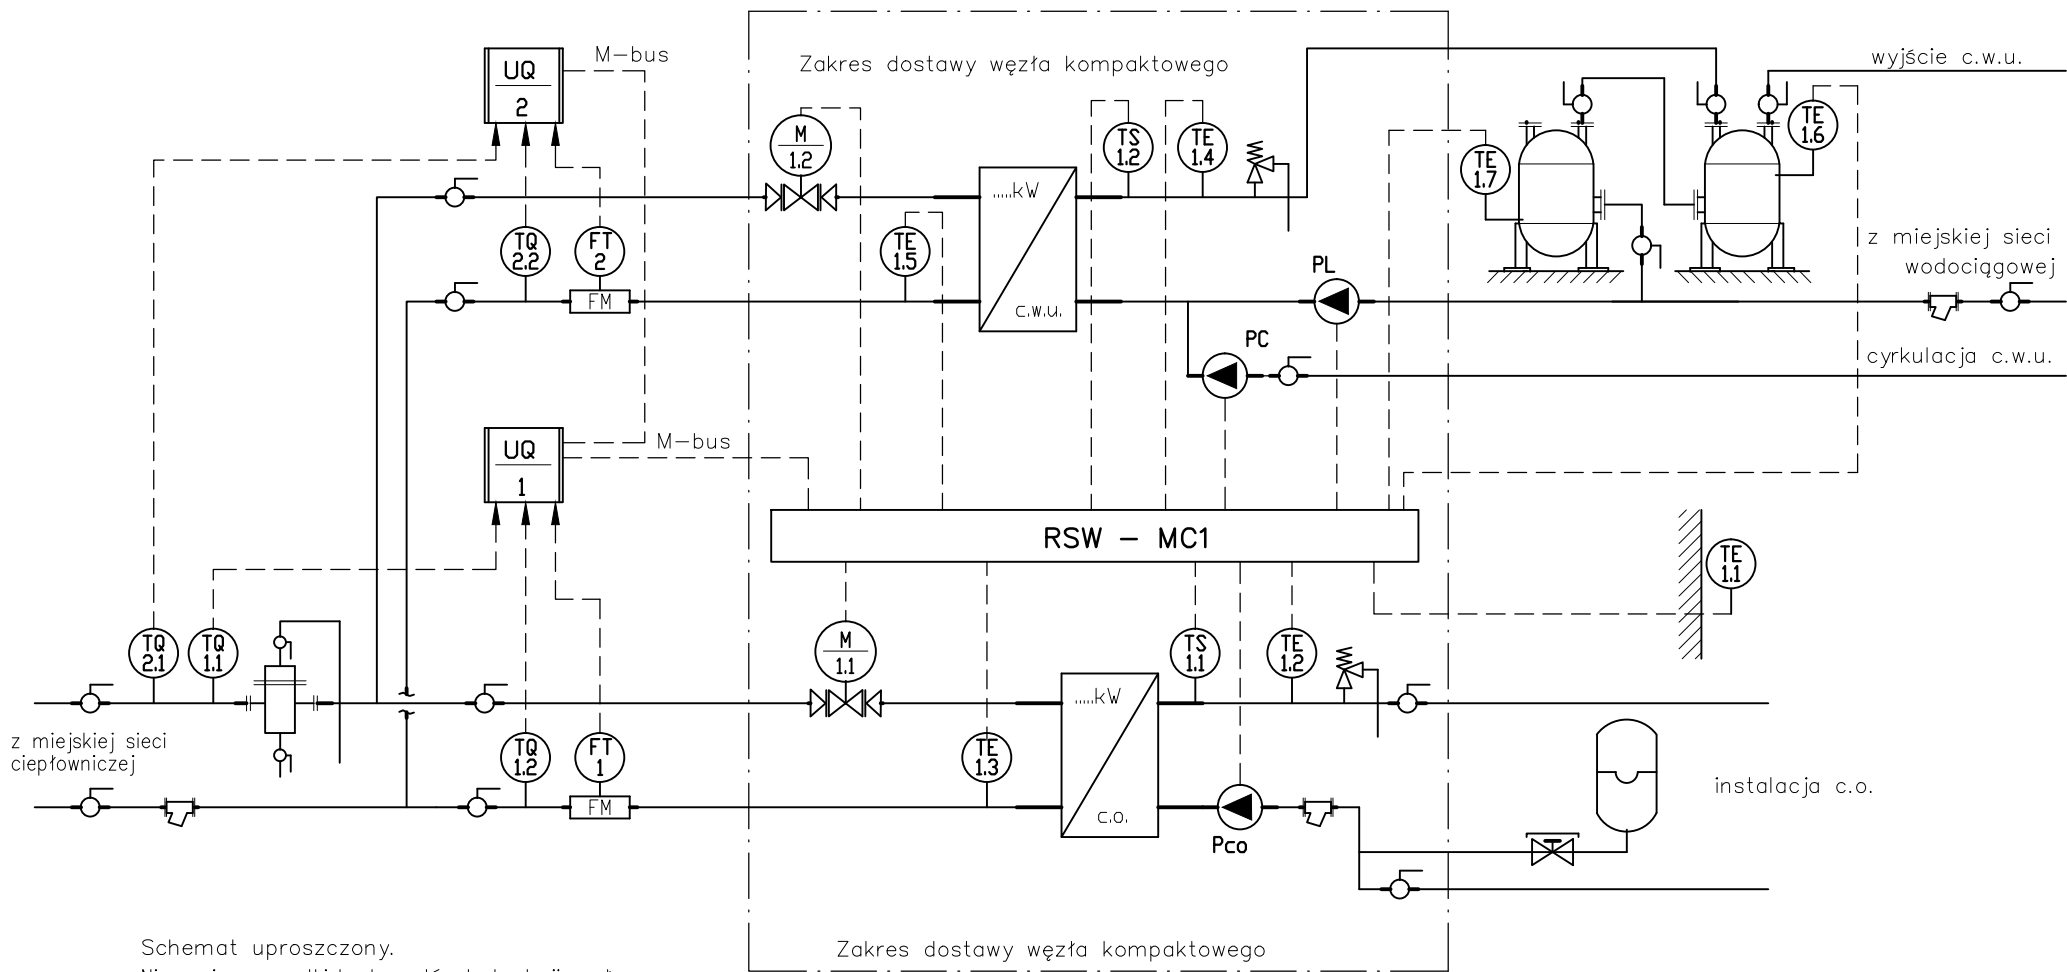 M-bus
UQ
2
Zakres dostawy węzła kompaktowego
wyjście c.w.u.
M
1.2
TS
1.2
TE
1.4
TE
1.7
TE
1.6
.....kW
c.w.u.
TQ
2.2
FT
2
FM
TE
1.5
PL
z miejskiej sieci
wodociągowej
PC
cyrkulacja c.w.u.
M-bus
UQ
1
RSW - MC1
TE
1.1
TQ
2.1
TQ
1.1
M
1.1
TS
1.1
TE
1.2
.....kW
c.o.
z miejskiej sieci
ciepłowniczej
TQ
1.2
FT
1
FM
TE
1.3
instalacja c.o.
Pco
Schemat uproszczony.
Zakres dostawy węzła kompaktowego